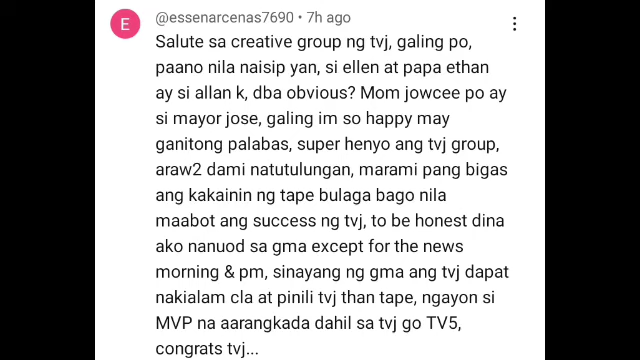 E
@essenarcenas7690 • 7h ago
Salute sa creative group ng tvj, galing po,
paano nila naisip yan, si ellen at papa ethan
ay si allan k, dba obvious? Mom jowcee po ay
si mayor jose, galing im so happy may
ganitong palabas, super henyo ang tvj group,
araw2 dami natutulungan, marami pang bigas
ang kakainin ng tape bulaga bago nila
maabot ang success ng tvj, to be honest dina
ako nanuod sa gma except for the news
morning & pm, sinayang ng gma ang tvj dapat
nakialam cla at pinili tvj than tape, ngayon si
MVP na aarangkada dahil sa tvj go TV5,
congrats tvj...